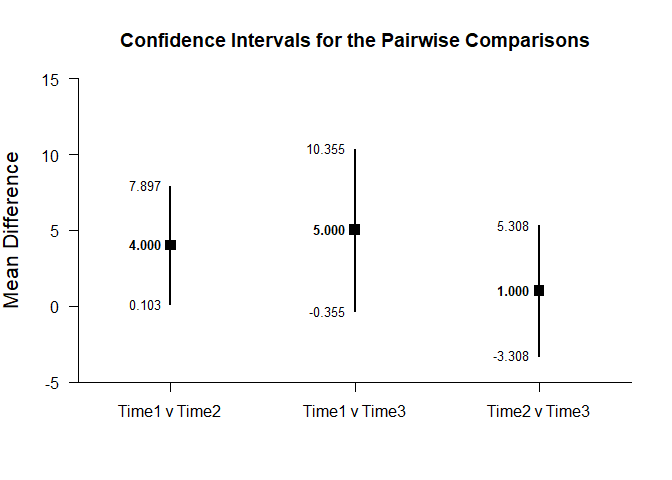 Confidence Intervals for the Pairwise Comparisons
Mean Difference
15
10
5
0
-5
7.897
4.000
0.103
10.355
5.000
-0.355
5.308
1.000
-3.308
Time1 v Time2
Time1 v Time3
Time2 v Time3